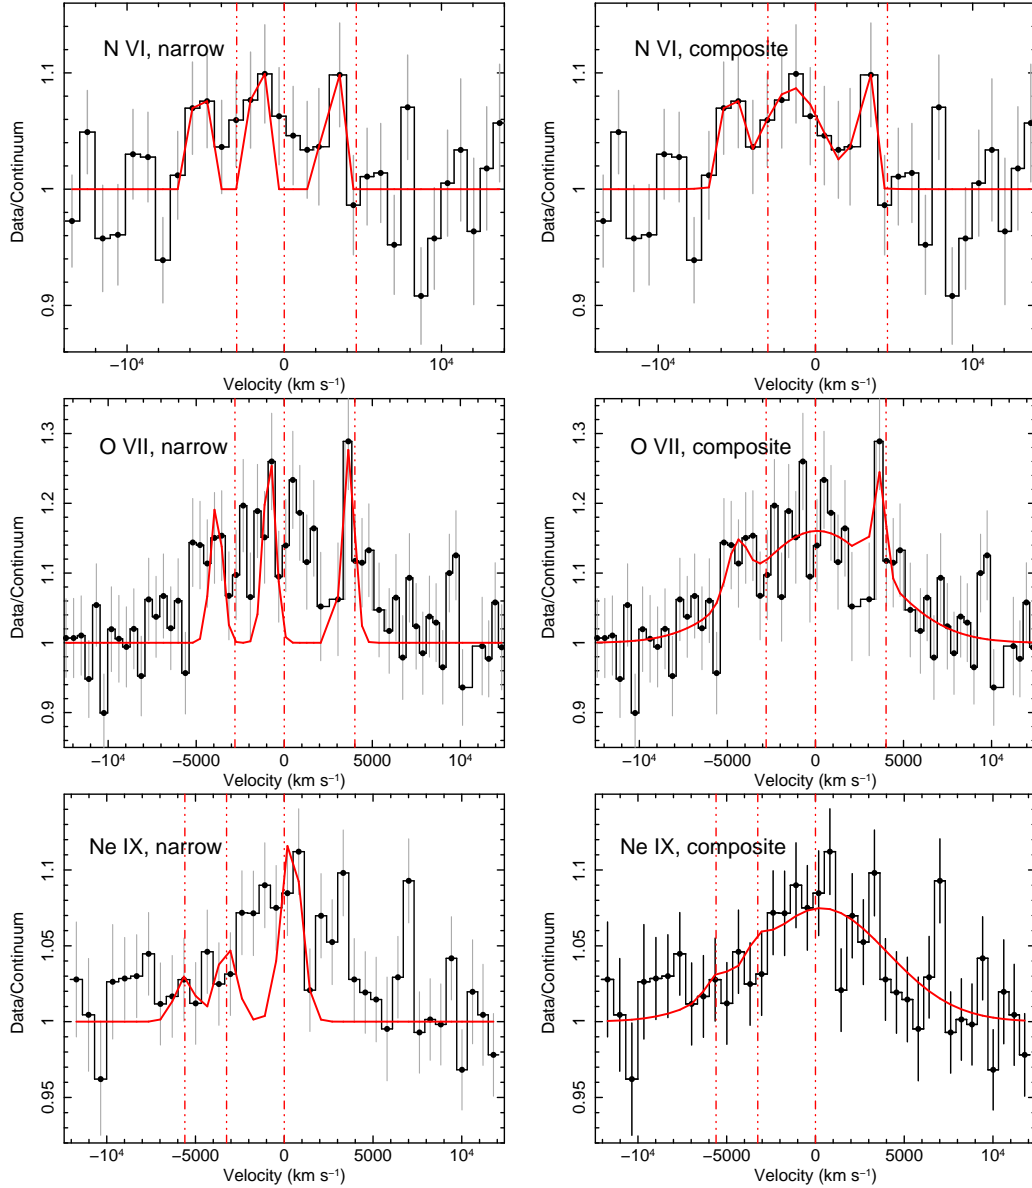 N VI, narrow
Data/Continuum
0.9
1
1.1
−10⁴
0
10⁴
Velocity (km s⁻¹)
N VI, composite
Data/Continuum
0.9
1
1.1
−10⁴
0
10⁴
Velocity (km s⁻¹)
O VII, narrow
Data/Continuum
0.9
1
1.1
1.2
1.3
−10⁴
−5000
0
5000
10⁴
Velocity (km s⁻¹)
O VII, composite
Data/Continuum
0.9
1
1.1
1.2
1.3
−10⁴
−5000
0
5000
10⁴
Velocity (km s⁻¹)
Ne IX, narrow
Data/Continuum
0.95
1
1.05
1.1
−10⁴
−5000
0
5000
10⁴
Velocity (km s⁻¹)
Ne IX, composite
Data/Continuum
0.95
1
1.05
1.1
−10⁴
−5000
0
5000
10⁴
Velocity (km s⁻¹)